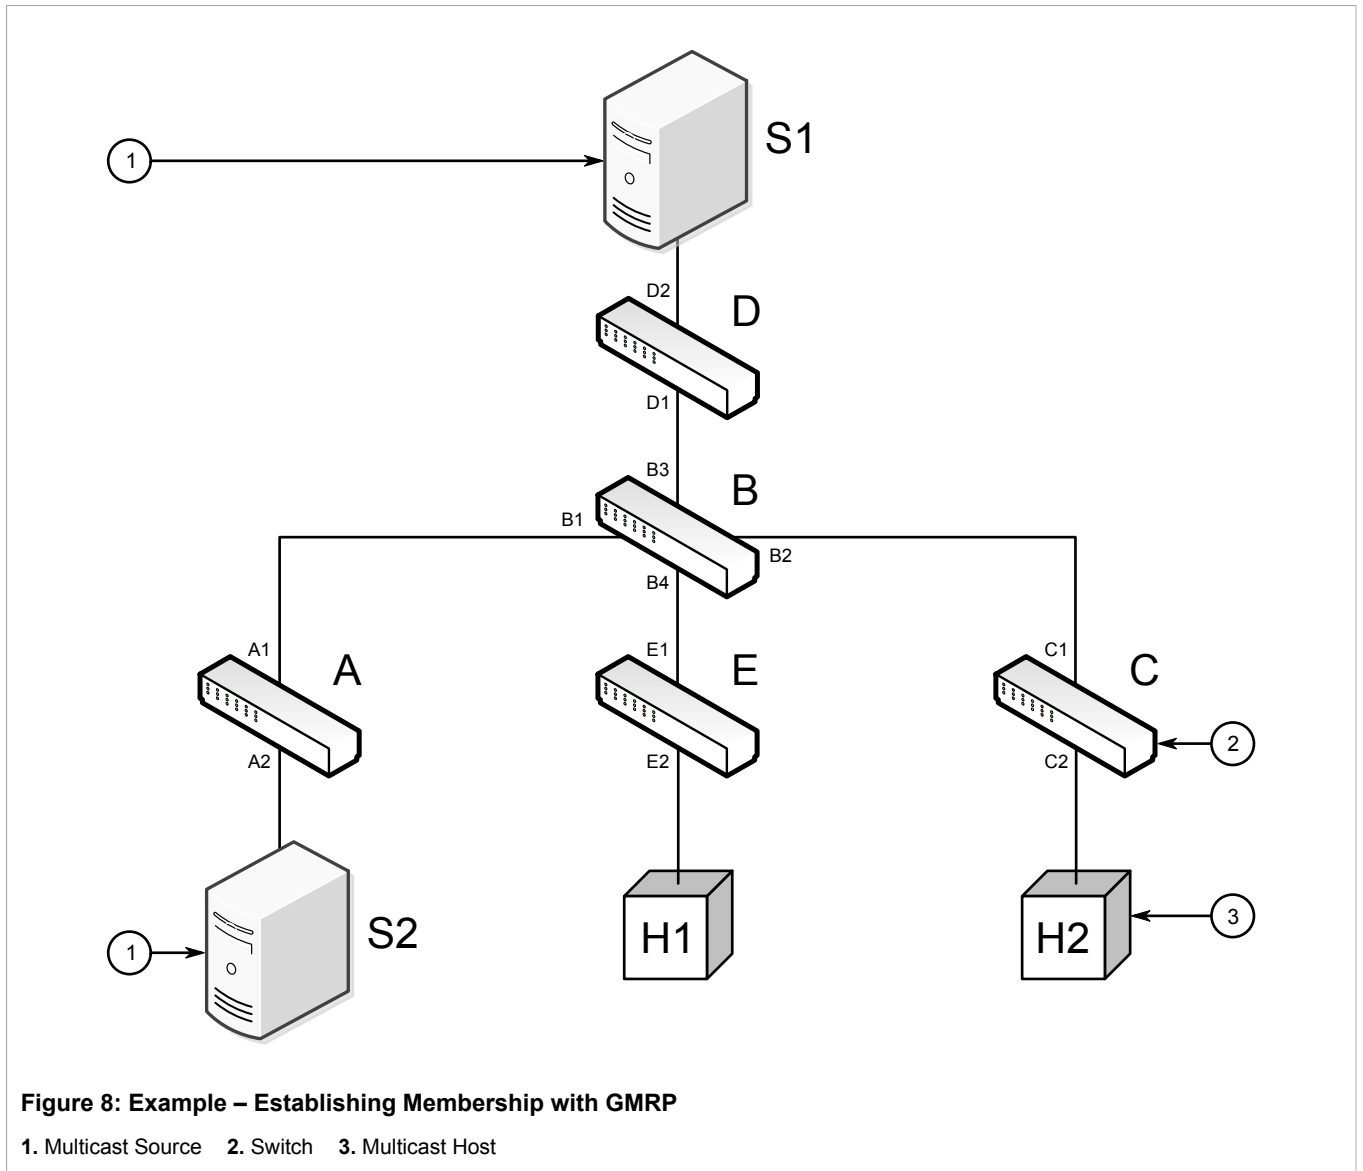 S1
1
D2
D
D1
B3
B
B1
B2
B4
A1
A
E1
E
C1
C
2
A2
E2
C2
S2
1
H1
H2
3
Figure 8: Example – Establishing Membership with GMRP
1. Multicast Source 2. Switch 3. Multicast Host